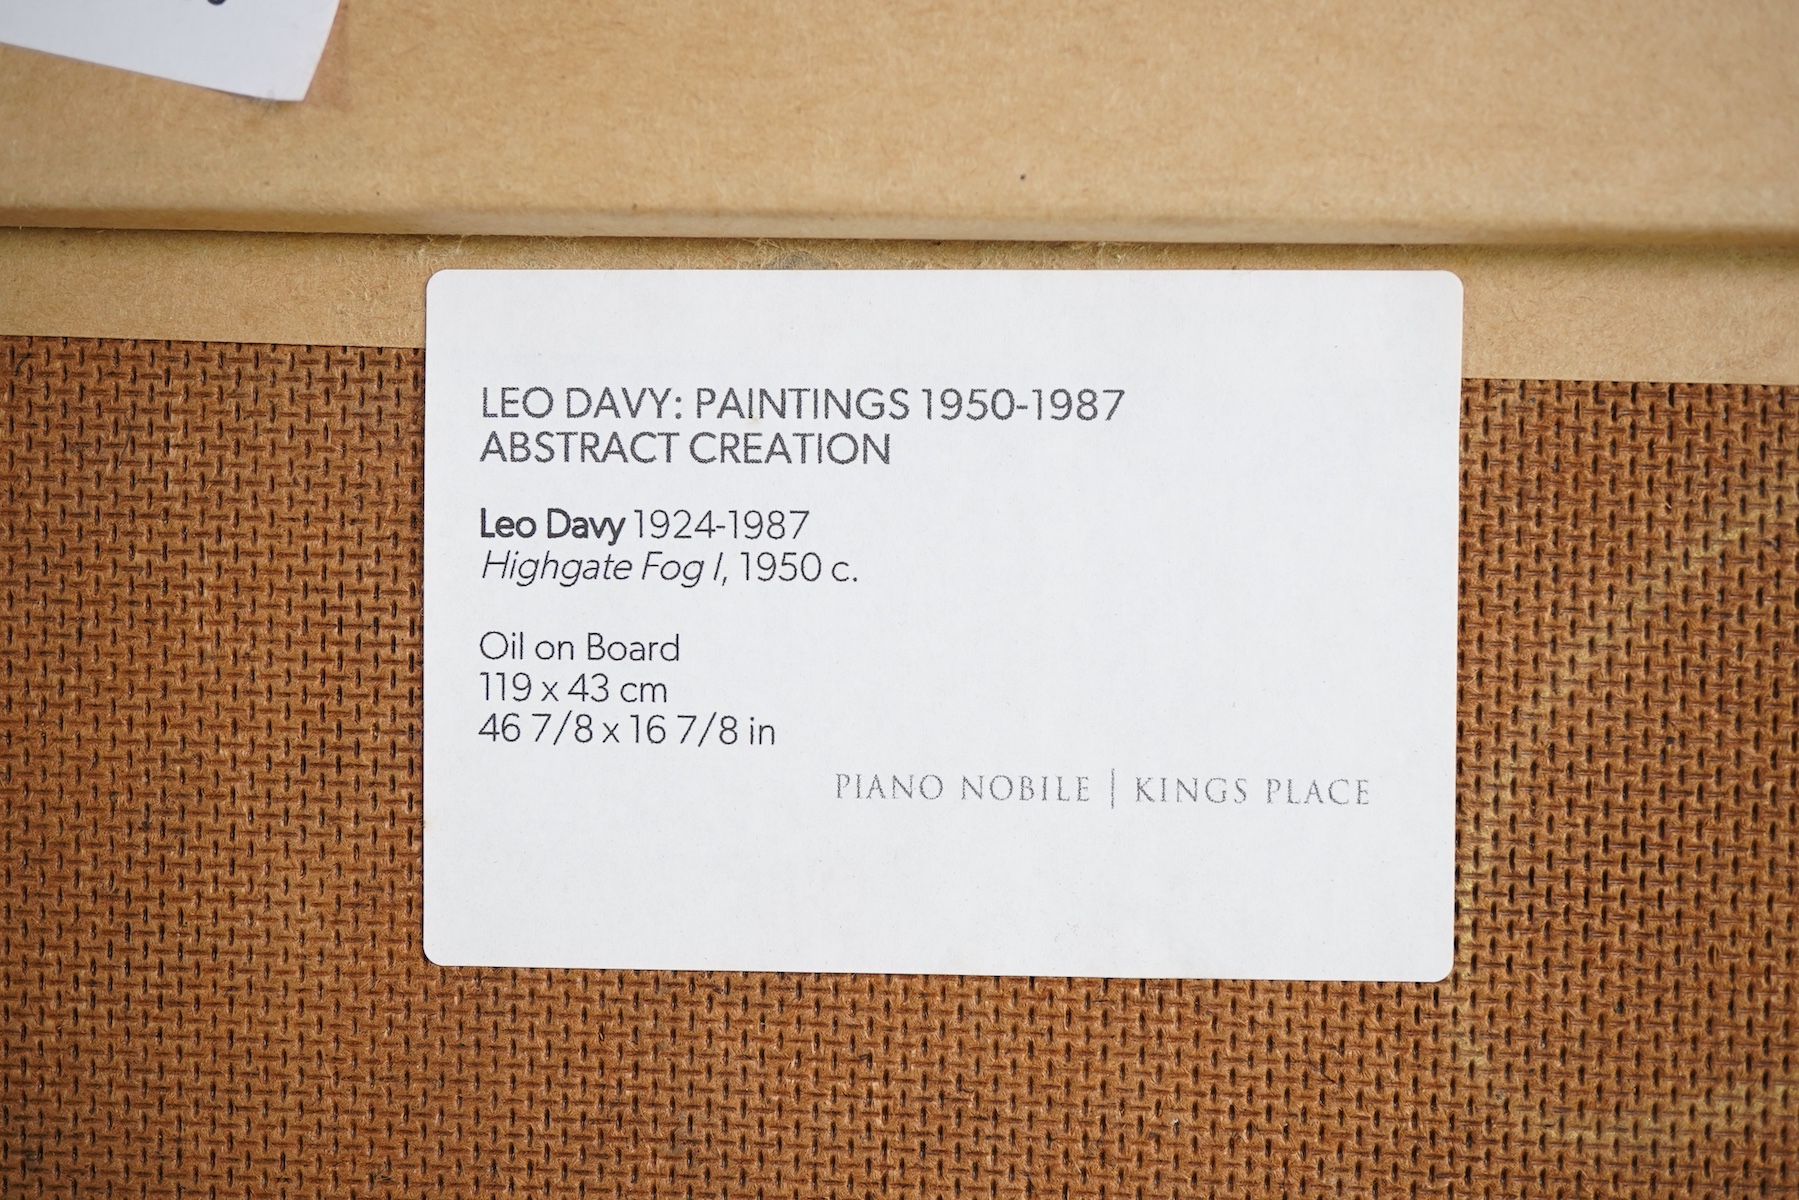 LEO DAVY: PAINTINGS 1950-1987
ABSTRACT CREATION
Leo Davy 1924-1987
Highgate Fog I, 1950 c.
Oil on Board
119 x 43 cm
46 7/8 x 16 7/8 in
PIANO NOBILE | KINGS PLACE